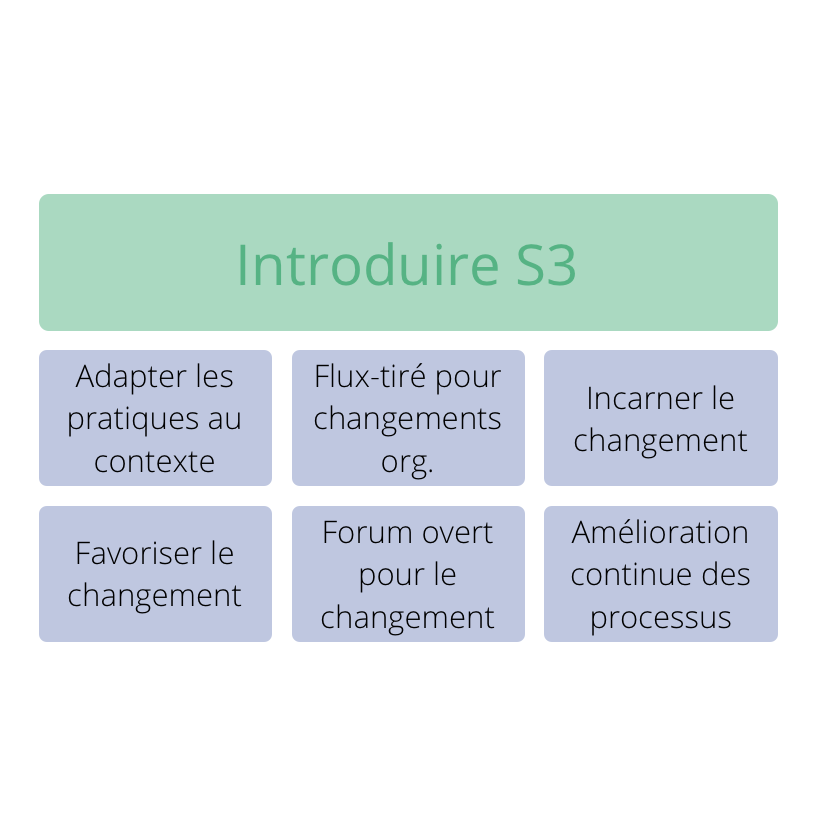 Introduire S3
Adapter les
pratiques au
contexte
Flux-tiré pour
changements
org.
Incarner le
changement
Favoriser le
changement
Forum overt
pour le
changement
Amélioration
continue des
processus